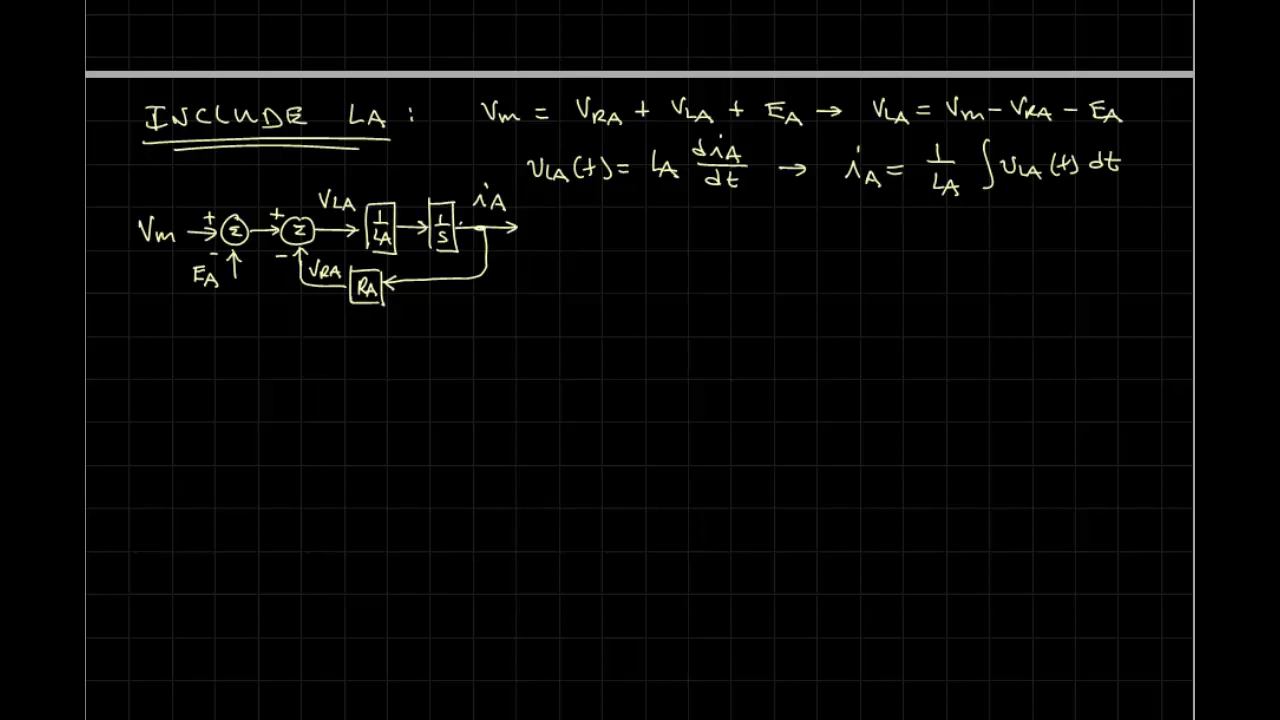 INCLUDE LA : Vm = VRA + VLA + EA → VLA = Vm − VRA − EA
vLA(t) = LA diA/dt → iA = 1/LA ∫ vLA(t) dt
VLA iA
Vm + Σ + Σ 1/LA 1/S
− EA − VRA RA